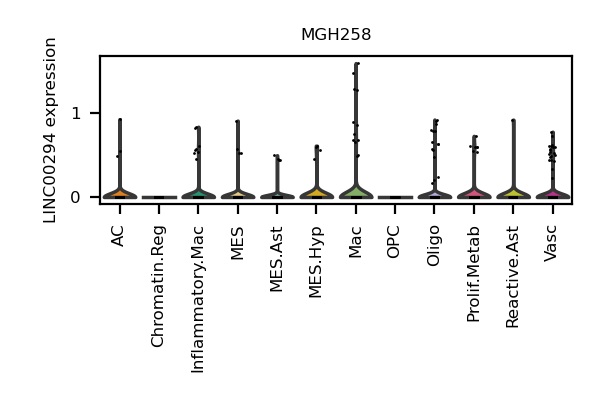 MGH258
LINC00294 expression
1
0
AC
Chromatin.Reg
Inflammatory.Mac
MES
MES.Ast
MES.Hyp
Mac
OPC
Oligo
Prolif.Metab
Reactive.Ast
Vasc